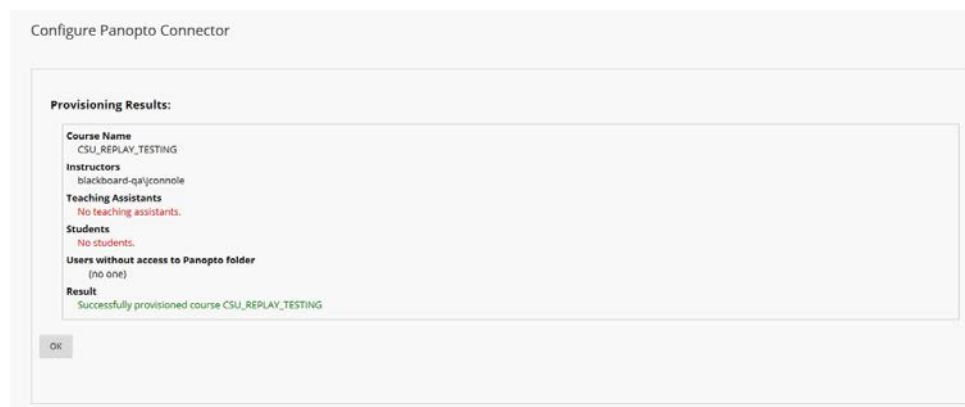 Configure Panopto Connector
Provisioning Results:
Course Name
CSU_REPLAY_TESTING
Instructors
blackboard-qa\jconnole
Teaching Assistants
No teaching assistants.
Students
No students.
Users without access to Panopto folder
(no one)
Result
Successfully provisioned course CSU_REPLAY_TESTING
OK